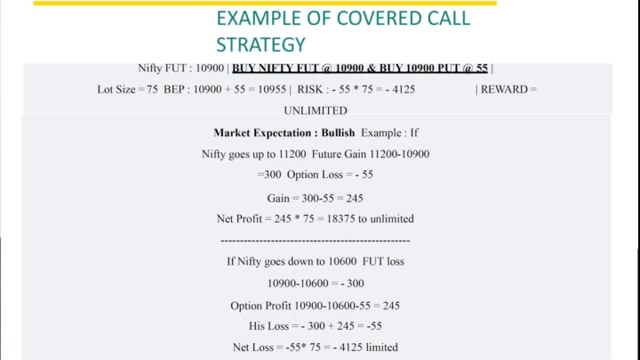 EXAMPLE OF COVERED CALL
STRATEGY
Nifty FUT : 10900 | BUY NIFTY FUT @ 10900 & BUY 10900 PUT @ 55 |
Lot Size = 75 BEP : 10900 + 55 = 10955 | RISK : - 55 * 75 = - 4125 | REWARD =
UNLIMITED
Market Expectation : Bullish Example : If
Nifty goes up to 11200 Future Gain 11200-10900
=300 Option Loss = - 55
Gain = 300-55 = 245
Net Profit = 245 * 75 = 18375 to unlimited
-------------------------------------------------
If Nifty goes down to 10600 FUT loss
10900-10600 = - 300
Option Profit 10900-10600-55 = 245
His Loss = - 300 + 245 = -55
Net Loss = -55* 75 = - 4125 limited